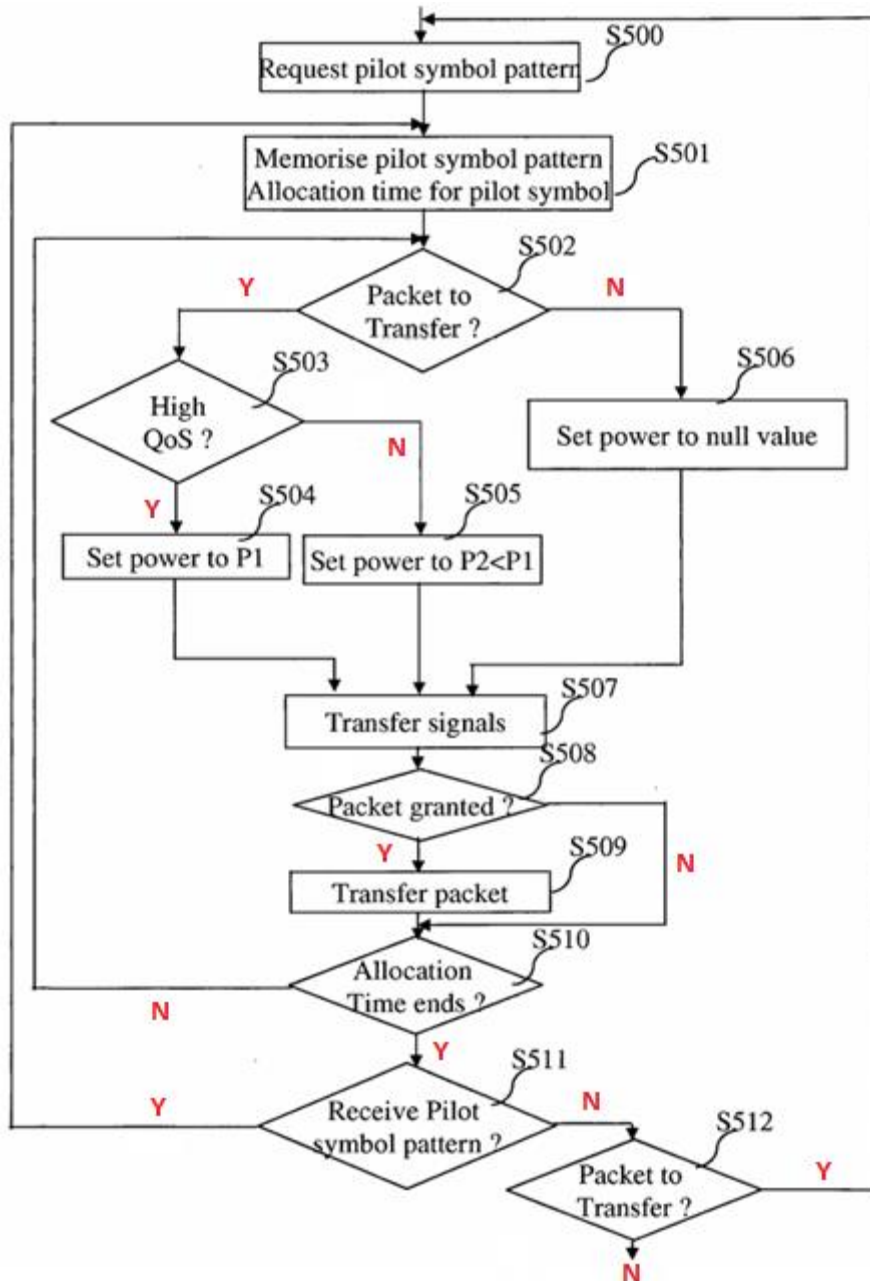 S500
Request pilot symbol pattern
S501
Memorise pilot symbol pattern
Allocation time for pilot symbol
S502
Y
Packet to
Transfer ?
N
S503
High
QoS ?
N
S506
Set power to null value
Y
S504
Set power to P1
S505
Set power to P2<P1
S507
Transfer signals
S508
Packet granted ?
Y
N
S509
Transfer packet
S510
Allocation
Time ends ?
N
Y
S511
Y
Receive Pilot
symbol pattern ?
N
S512
Packet to
Transfer ?
Y
N